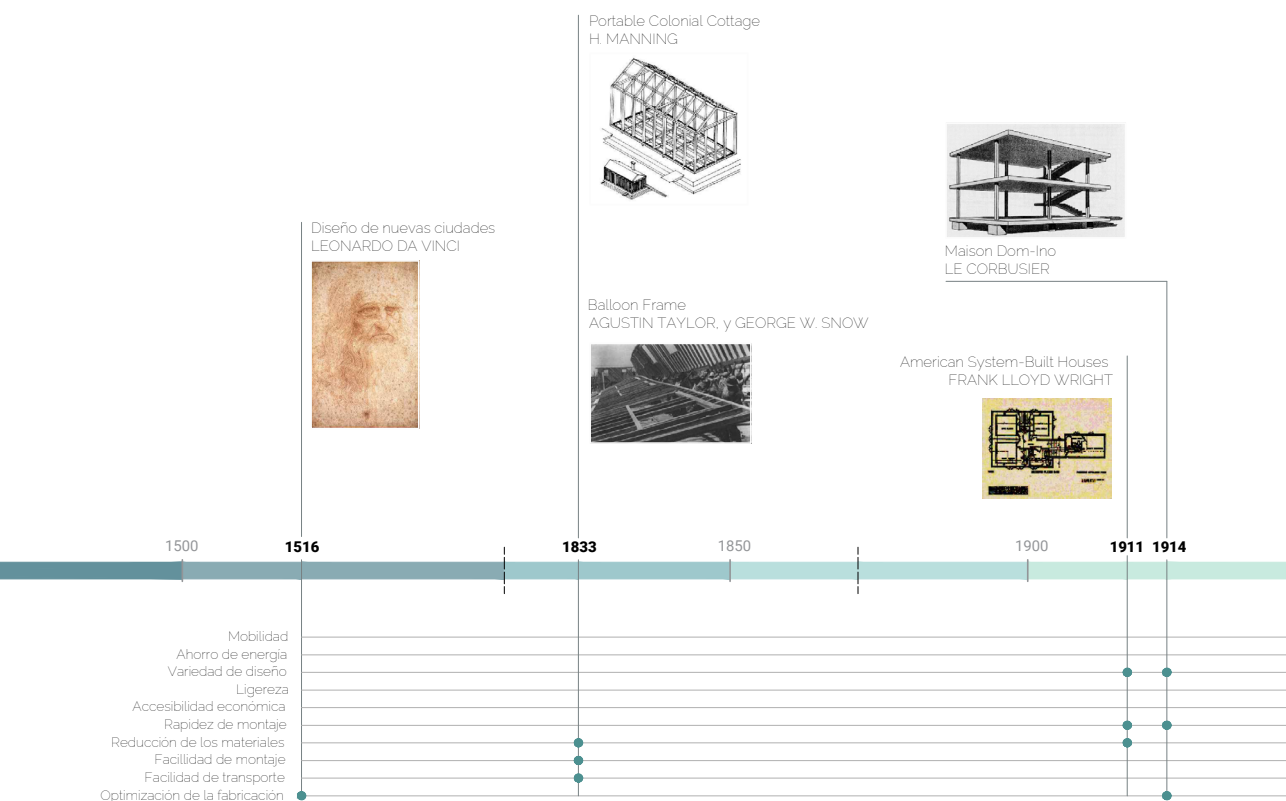 Portable Colonial Cottage
H. MANNING
Diseño de nuevas ciudades
LEONARDO DA VINCI
Maison Dom-Ino
LE CORBUSIER
Balloon Frame
AGUSTIN TAYLOR, y GEORGE W. SNOW
American System-Built Houses
FRANK LLOYD WRIGHT
1500
1516
1833
1850
1900
1911
1914
Mobilidad
Ahorro de energía
Variedad de diseño
Ligereza
Accesibilidad económica
Rapidez de montaje
Reducción de los materiales
Facillidad de montaje
Facilidad de transporte
Optimización de la fabricación